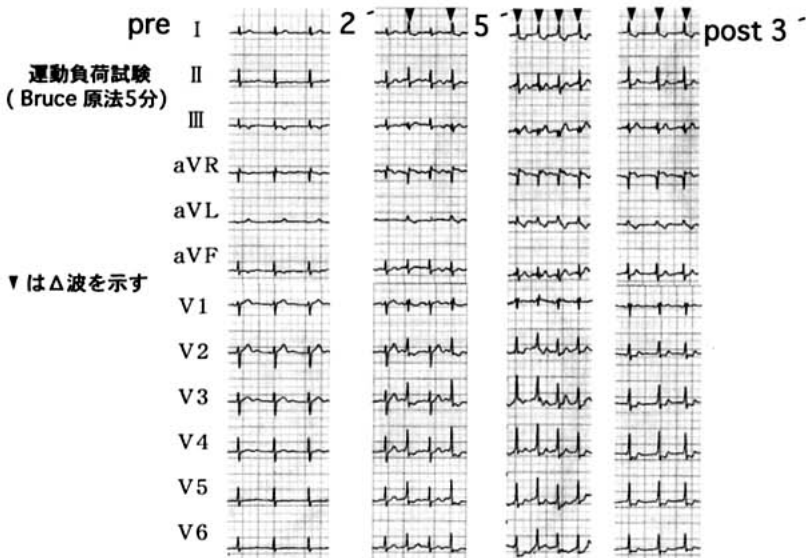 pre 2´ 5´ post 3´
運動負荷試験
( Bruce 原法5分)
▼ はΔ波を示す
I
II
III
aVR
aVL
aVF
V1
V2
V3
V4
V5
V6